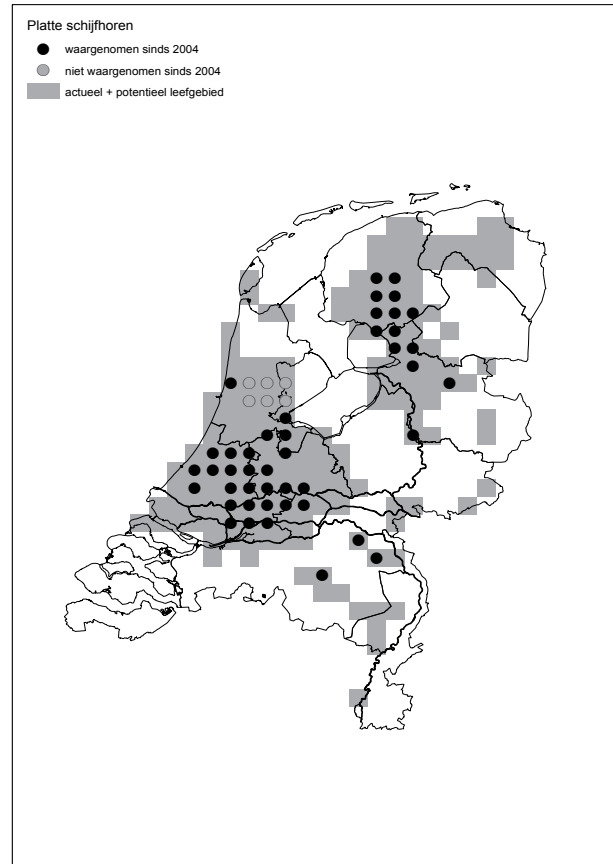 Platte schijfhoren
waargenomen sinds 2004
niet waargenomen sinds 2004
actueel + potentieel leefgebied